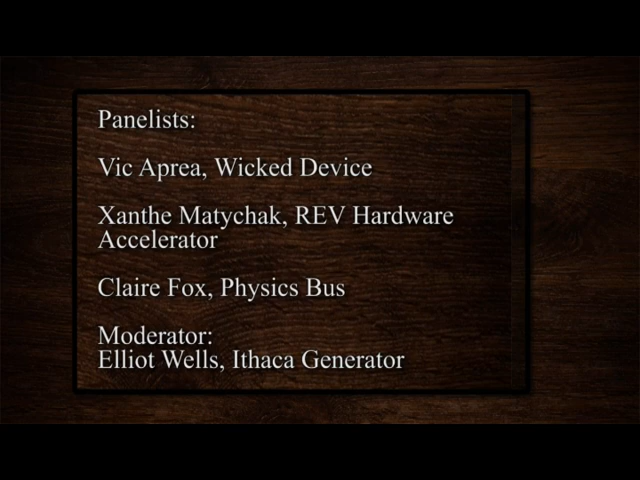 Panelists:
Vic Aprea, Wicked Device
Xanthe Matychak, REV Hardware
Accelerator
Claire Fox, Physics Bus
Moderator:
Elliot Wells, Ithaca Generator